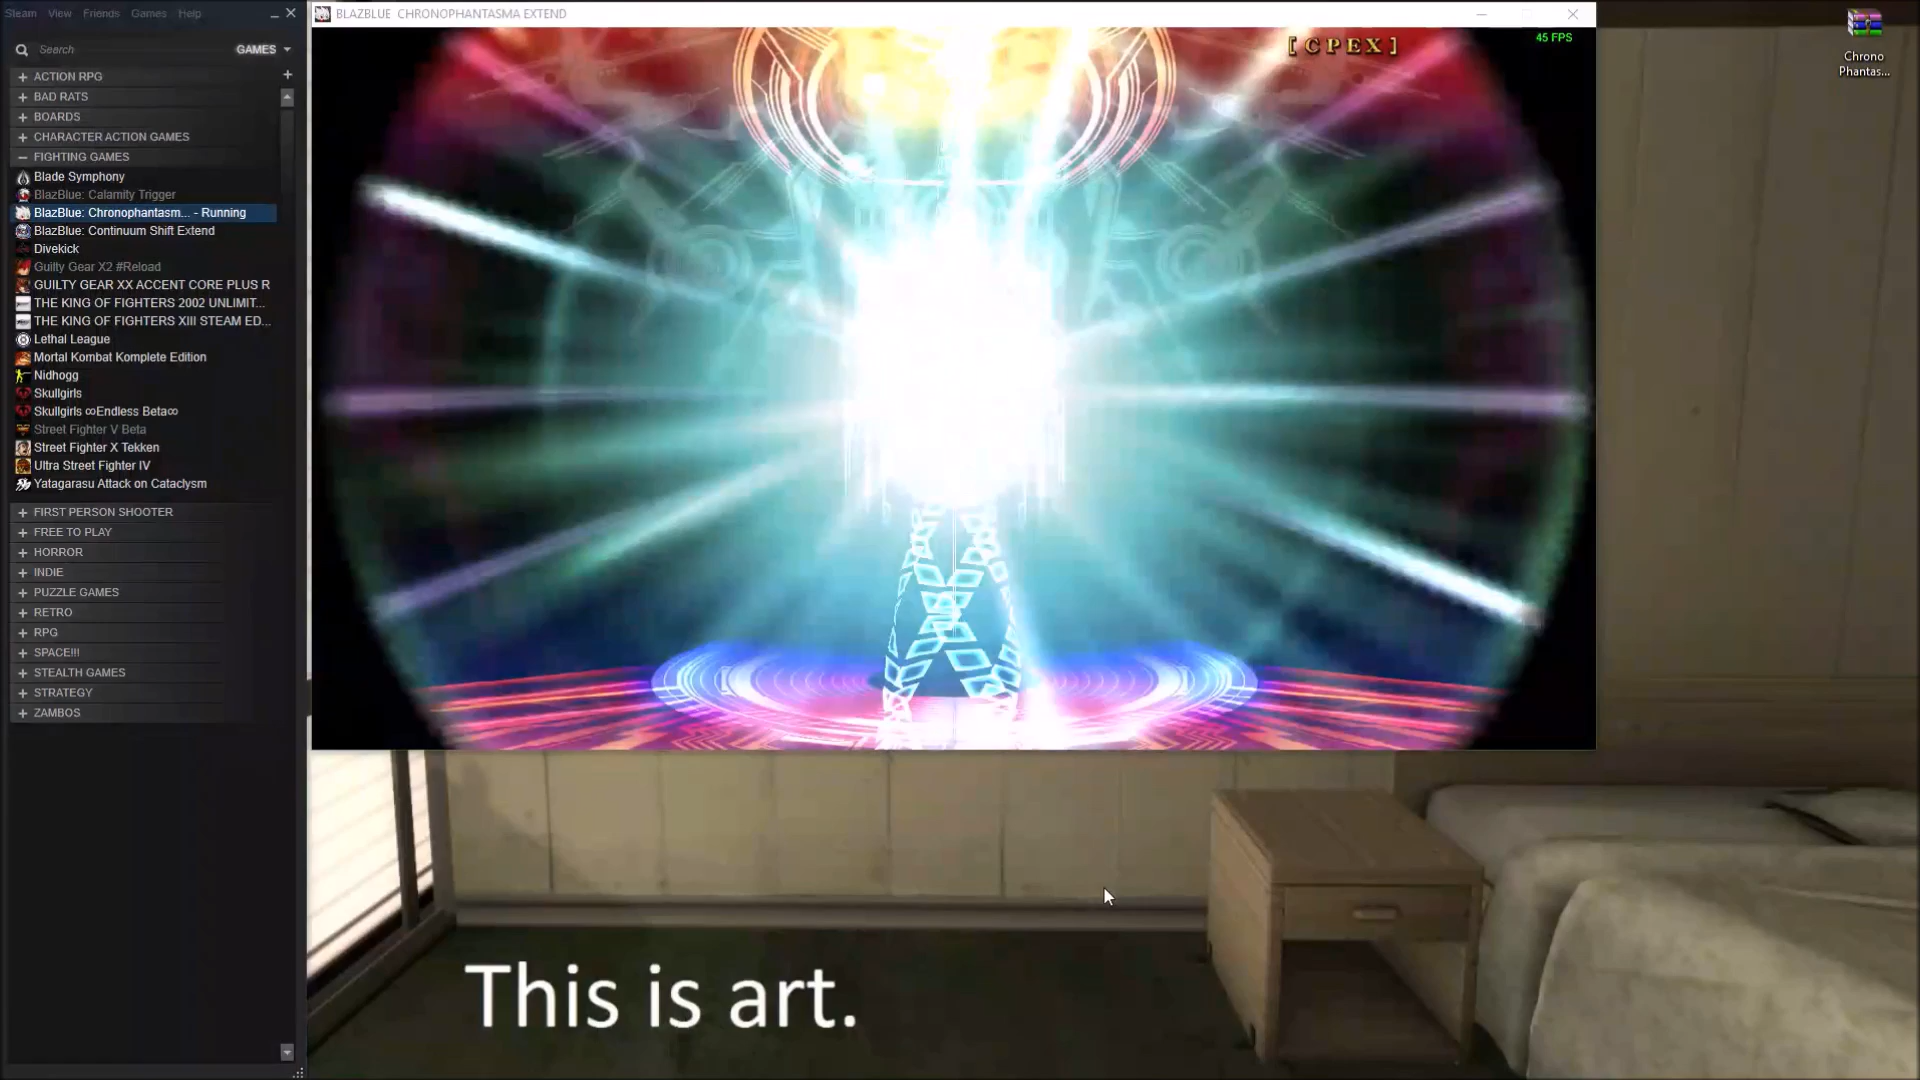 Steam View Friends Games Help
Search GAMES
ACTION RPG
BAD RATS
BOARDS
CHARACTER ACTION GAMES
FIGHTING GAMES
Blade Symphony
BlazBlue: Calamity Trigger
BlazBlue: Chronophantasm... - Running
BlazBlue: Continuum Shift Extend
Divekick
Guilty Gear X2 #Reload
GUILTY GEAR XX ACCENT CORE PLUS R
THE KING OF FIGHTERS 2002 UNLIMIT...
THE KING OF FIGHTERS XIII STEAM ED...
Lethal League
Mortal Kombat Komplete Edition
Nidhogg
Skullgirls
Skullgirls ∞Endless Beta∞
Street Fighter V Beta
Street Fighter X Tekken
Ultra Street Fighter IV
Yatagarasu Attack on Cataclysm
FIRST PERSON SHOOTER
FREE TO PLAY
HORROR
INDIE
PUZZLE GAMES
RETRO
RPG
SPACE!!!
STEALTH GAMES
STRATEGY
ZAMBOS
BLAZBLUE CHRONOPHANTASMA EXTEND
[CPEX]
45 FPS
Chrono
Phantas...
This is art.